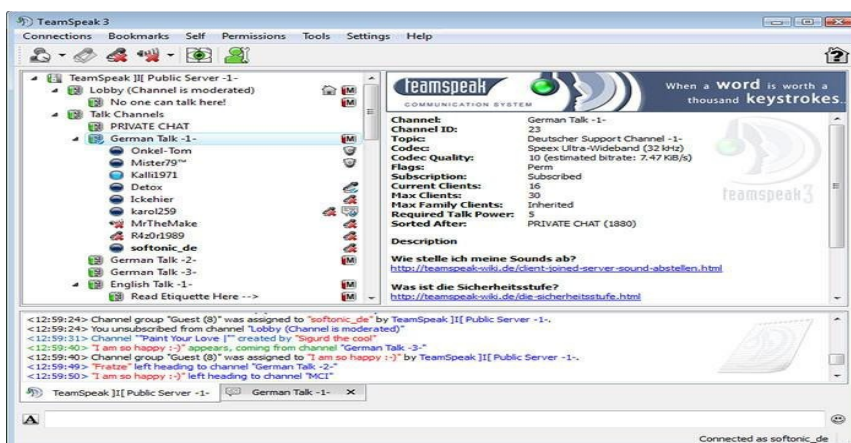 TeamSpeak 3
Connections Bookmarks Self Permissions Tools Settings Help
TeamSpeak ]I[ Public Server -1-
Lobby (Channel is moderated)
No one can talk here!
Talk Channels
PRIVATE CHAT
German Talk -1-
Onkel-Tom
Mister79™
Kalli1971
Detox
Ickehier
karol259
MrTheMake
R4z0r1989
softonic_de
German Talk -2-
German Talk -3-
English Talk -1-
Read Etiquette Here -->
teamspeak
COMMUNICATION SYSTEM
When a word is worth a
thousand keystrokes..
Channel: German Talk -1-
Channel ID: 23
Topic: Deutscher Support Channel -1-
Codec: Speex Ultra-Wideband (32 kHz)
Codec Quality: 10 (estimated bitrate: 7.47 KiB/s)
Flags: Perm
Subscription: Subscribed
Current Clients: 16
Max Clients: 30
Max Family Clients: Inherited
Required Talk Power: 5
Sorted After: PRIVATE CHAT (1880)
teamspeak3
Description
Wie stelle ich meine Sounds ab?
http://teamspeak-wiki.de/client-joined-server-sound-abstellen.html
Was ist die Sicherheitsstufe?
http://teamspeak-wiki.de/die-sicherheitsstufe.html
<12:59:24> Channel group "Guest (8)" was assigned to "softonic_de" by TeamSpeak ]I[ Public Server -1-.
<12:59:24> You unsubscribed from channel "Lobby (Channel is moderated)"
<12:59:31> Channel ""Paint Your Love |"" created by "Sigurd the cool"
<12:59:40> "I am so happy :-)" appears, coming from channel "German Talk -3-"
<12:59:40> Channel group "Guest (8)" was assigned to "I am so happy :-)" by TeamSpeak ]I[ Public Server -1-.
<12:59:49> "Fratze" left heading to channel "German Talk -2-"
<12:59:50> "I am so happy :-)" left heading to channel "MCI"
TeamSpeak ]I[ Public Server -1- German Talk -1-
Connected as softonic_de